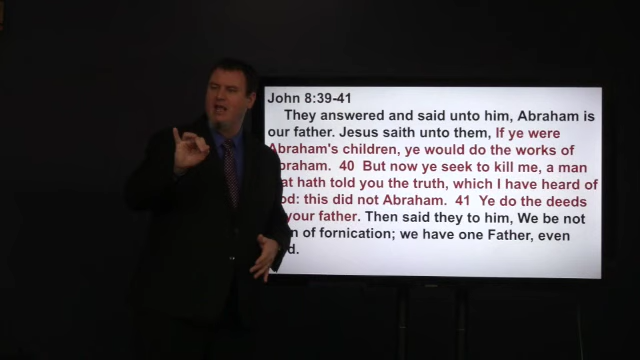 John 8:39-41
They answered and said unto him, Abraham is
our father. Jesus saith unto them, If ye were
Abraham's children, ye would do the works of
Abraham. 40 But now ye seek to kill me, a man
hath told you the truth, which I have heard of
God: this did not Abraham. 41 Ye do the deeds
your father. Then said they to him, We be not
of fornication; we have one Father, even